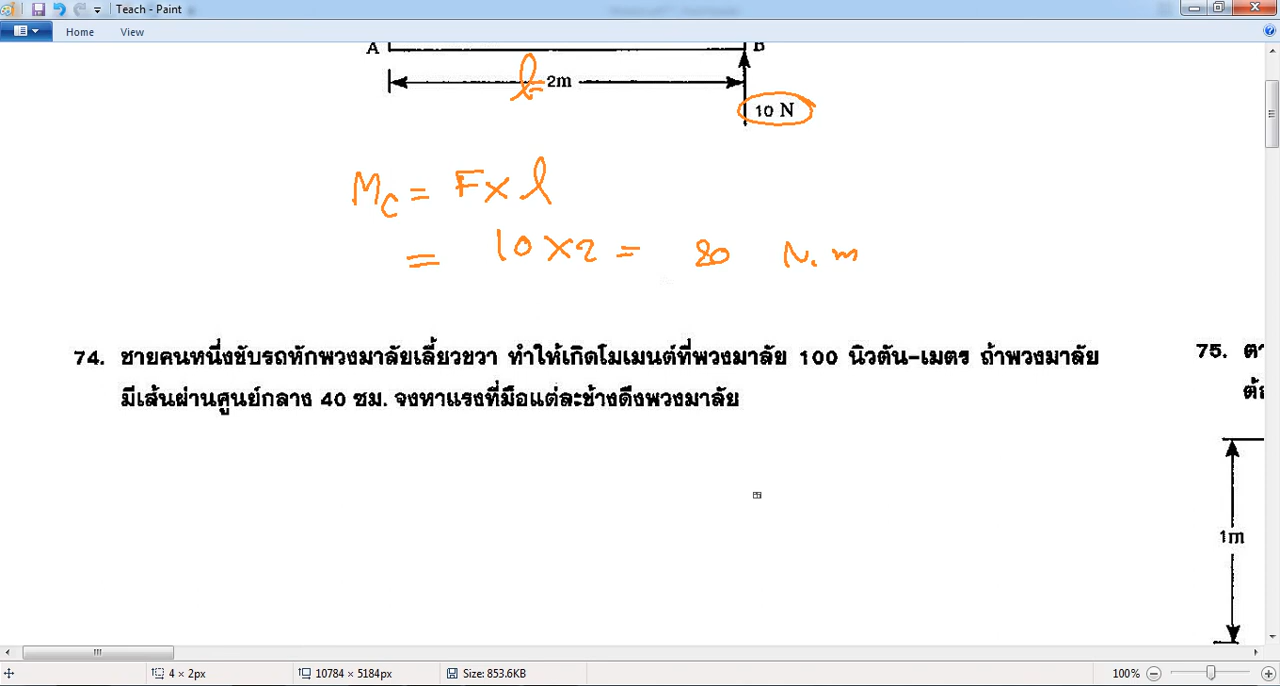 Teach - Paint
Home View
A B
l 2m
10 N
Mc = F x l
= 10 x 2 = 20 N.m
74. ชายคนหนึ่งขับรถหักพวงมาลัยเลี้ยวขวา ทำให้เกิดโมเมนต์ที่พวงมาลัย 100 นิวตัน-เมตร ถ้าพวงมาลัย
มีเส้นผ่านศูนย์กลาง 40 ซม. จงหาแรงที่มือแต่ละข้างดึงพวงมาลัย
75. ตา
ต้
1m
4 × 2px 10784 × 5184px Size: 853.6KB 100%